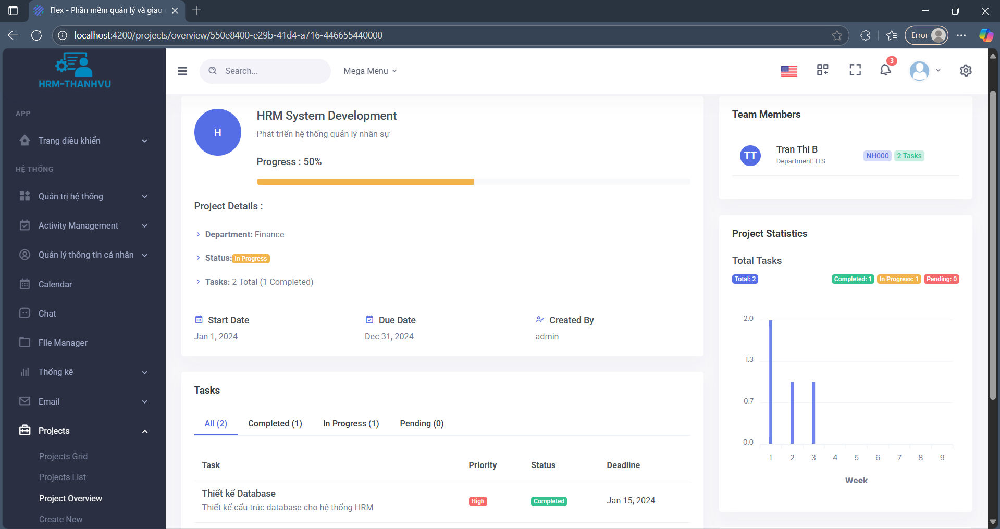 Flex - Phần mềm quản lý và giao
localhost:4200/projects/overview/550e8400-e29b-41d4-a716-446655440000
Error
HRM-THANHVU
APP
Trang điều khiển
HỆ THỐNG
Quản trị hệ thống
Activity Management
Quản lý thông tin cá nhân
Calendar
Chat
File Manager
Thống kê
Email
Projects
Projects Grid
Projects List
Project Overview
Create New
Search...
Mega Menu
3
H
HRM System Development
Phát triển hệ thống quản lý nhân sự
Progress : 50%
Project Details :
Department: Finance
Status: In Progress
Tasks: 2 Total (1 Completed)
Start Date
Jan 1, 2024
Due Date
Dec 31, 2024
Created By
admin
Tasks
All (2) Completed (1) In Progress (1) Pending (0)
Task Priority Status Deadline
Thiết kế Database
Thiết kế cấu trúc database cho hệ thống HRM
High Completed Jan 15, 2024
Team Members
TT
Tran Thi B
Department: ITS
NH000 2 Tasks
Project Statistics
Total Tasks
Total: 2 Completed: 1 In Progress: 1 Pending: 0
2.0
1.3
0.7
0.0
1 2 3 4 5 6 7 8 9
Week